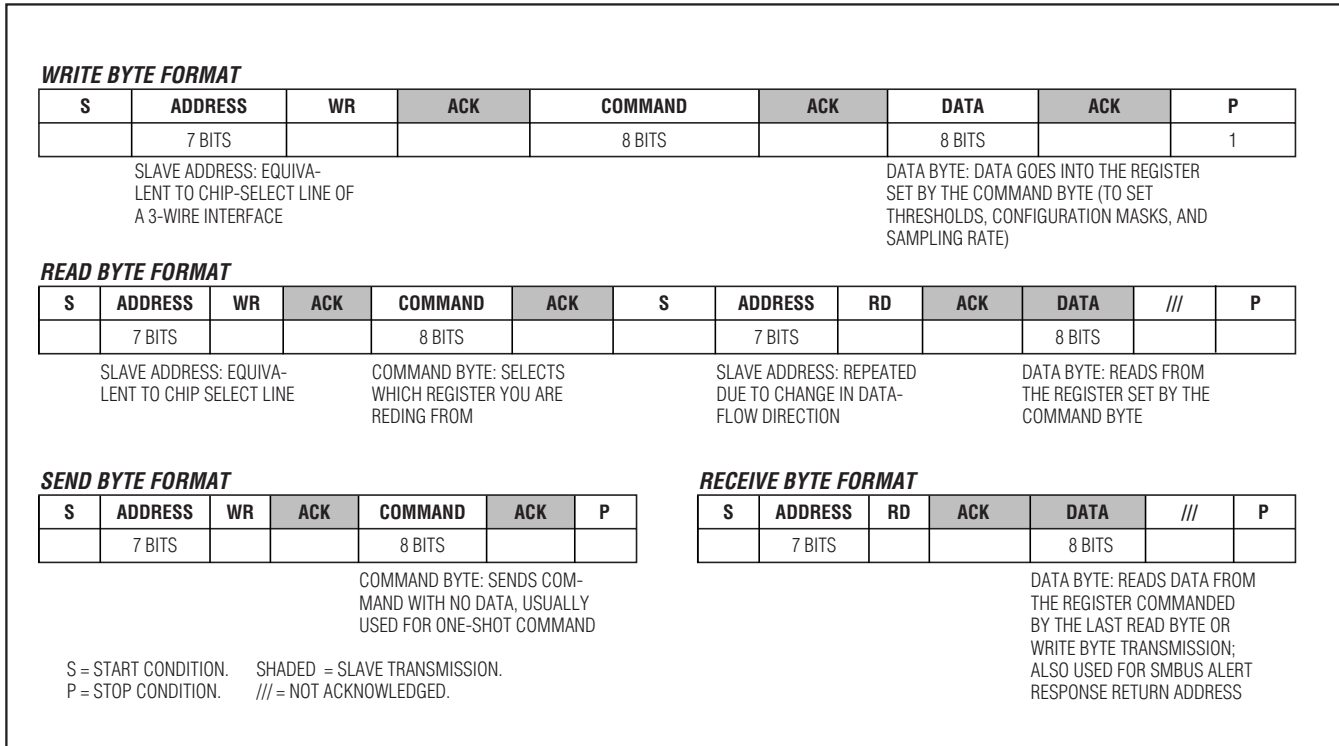 WRITE BYTE FORMAT
S ADDRESS WR ACK COMMAND ACK DATA ACK P
7 BITS 8 BITS 8 BITS 1
SLAVE ADDRESS: EQUIVA-
LENT TO CHIP-SELECT LINE OF
A 3-WIRE INTERFACE
DATA BYTE: DATA GOES INTO THE REGISTER
SET BY THE COMMAND BYTE (TO SET
THRESHOLDS, CONFIGURATION MASKS, AND
SAMPLING RATE)
READ BYTE FORMAT
S ADDRESS WR ACK COMMAND ACK S ADDRESS RD ACK DATA /// P
7 BITS 8 BITS 7 BITS 8 BITS
SLAVE ADDRESS: EQUIVA-
LENT TO CHIP SELECT LINE
COMMAND BYTE: SELECTS
WHICH REGISTER YOU ARE
REDING FROM
SLAVE ADDRESS: REPEATED
DUE TO CHANGE IN DATA-
FLOW DIRECTION
DATA BYTE: READS FROM
THE REGISTER SET BY THE
COMMAND BYTE
SEND BYTE FORMAT
S ADDRESS WR ACK COMMAND ACK P
7 BITS 8 BITS
COMMAND BYTE: SENDS COM-
MAND WITH NO DATA, USUALLY
USED FOR ONE-SHOT COMMAND
RECEIVE BYTE FORMAT
S ADDRESS RD ACK DATA /// P
7 BITS 8 BITS
DATA BYTE: READS DATA FROM
THE REGISTER COMMANDED
BY THE LAST READ BYTE OR
WRITE BYTE TRANSMISSION;
ALSO USED FOR SMBUS ALERT
RESPONSE RETURN ADDRESS
S = START CONDITION. SHADED = SLAVE TRANSMISSION.
P = STOP CONDITION. /// = NOT ACKNOWLEDGED.